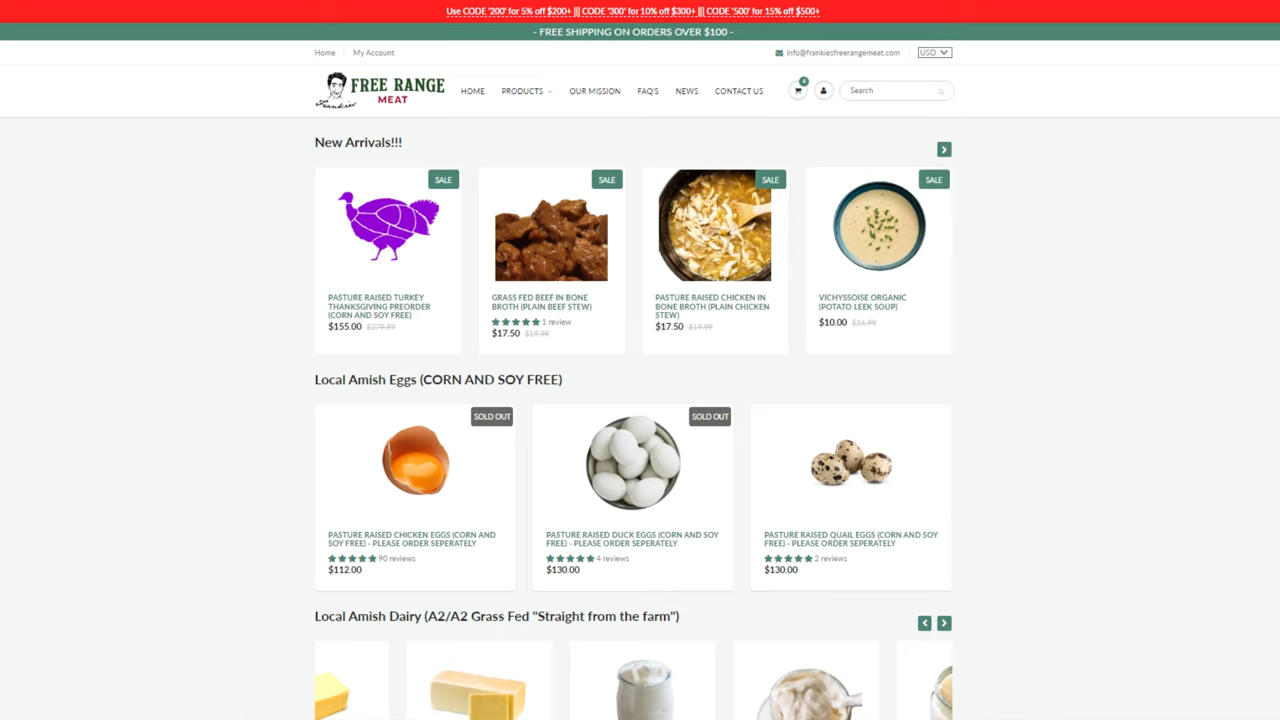 Use CODE '200' for 5% off $200+ ||| CODE '300' for 10% off $300+ ||| CODE '500' for 15% off $500+
- FREE SHIPPING ON ORDERS OVER $100 -
Home My Account info@frankiesfreerangemeat.com USD
Frankies FREE RANGE MEAT
HOME PRODUCTS OUR MISSION FAQ'S NEWS CONTACT US 4 Search
New Arrivals!!!
SALE SALE SALE SALE
PASTURE RAISED TURKEY
THANKSGIVING PREORDER
(CORN AND SOY FREE)
$155.00 $279.99
GRASS FED BEEF IN BONE
BROTH (PLAIN BEEF STEW)
1 review
$17.50 $19.99
PASTURE RAISED CHICKEN IN
BONE BROTH (PLAIN CHICKEN
STEW)
$17.50 $19.99
VICHYSSOISE ORGANIC
(POTATO LEEK SOUP)
$10.00 $16.99
Local Amish Eggs (CORN AND SOY FREE)
SOLD OUT SOLD OUT
PASTURE RAISED CHICKEN EGGS (CORN AND
SOY FREE) - PLEASE ORDER SEPERATELY
90 reviews
$112.00
PASTURE RAISED DUCK EGGS (CORN AND SOY
FREE) - PLEASE ORDER SEPERATELY
4 reviews
$130.00
PASTURE RAISED QUAIL EGGS (CORN AND SOY
FREE) - PLEASE ORDER SEPERATELY
2 reviews
$130.00
Local Amish Dairy (A2/A2 Grass Fed "Straight from the farm")